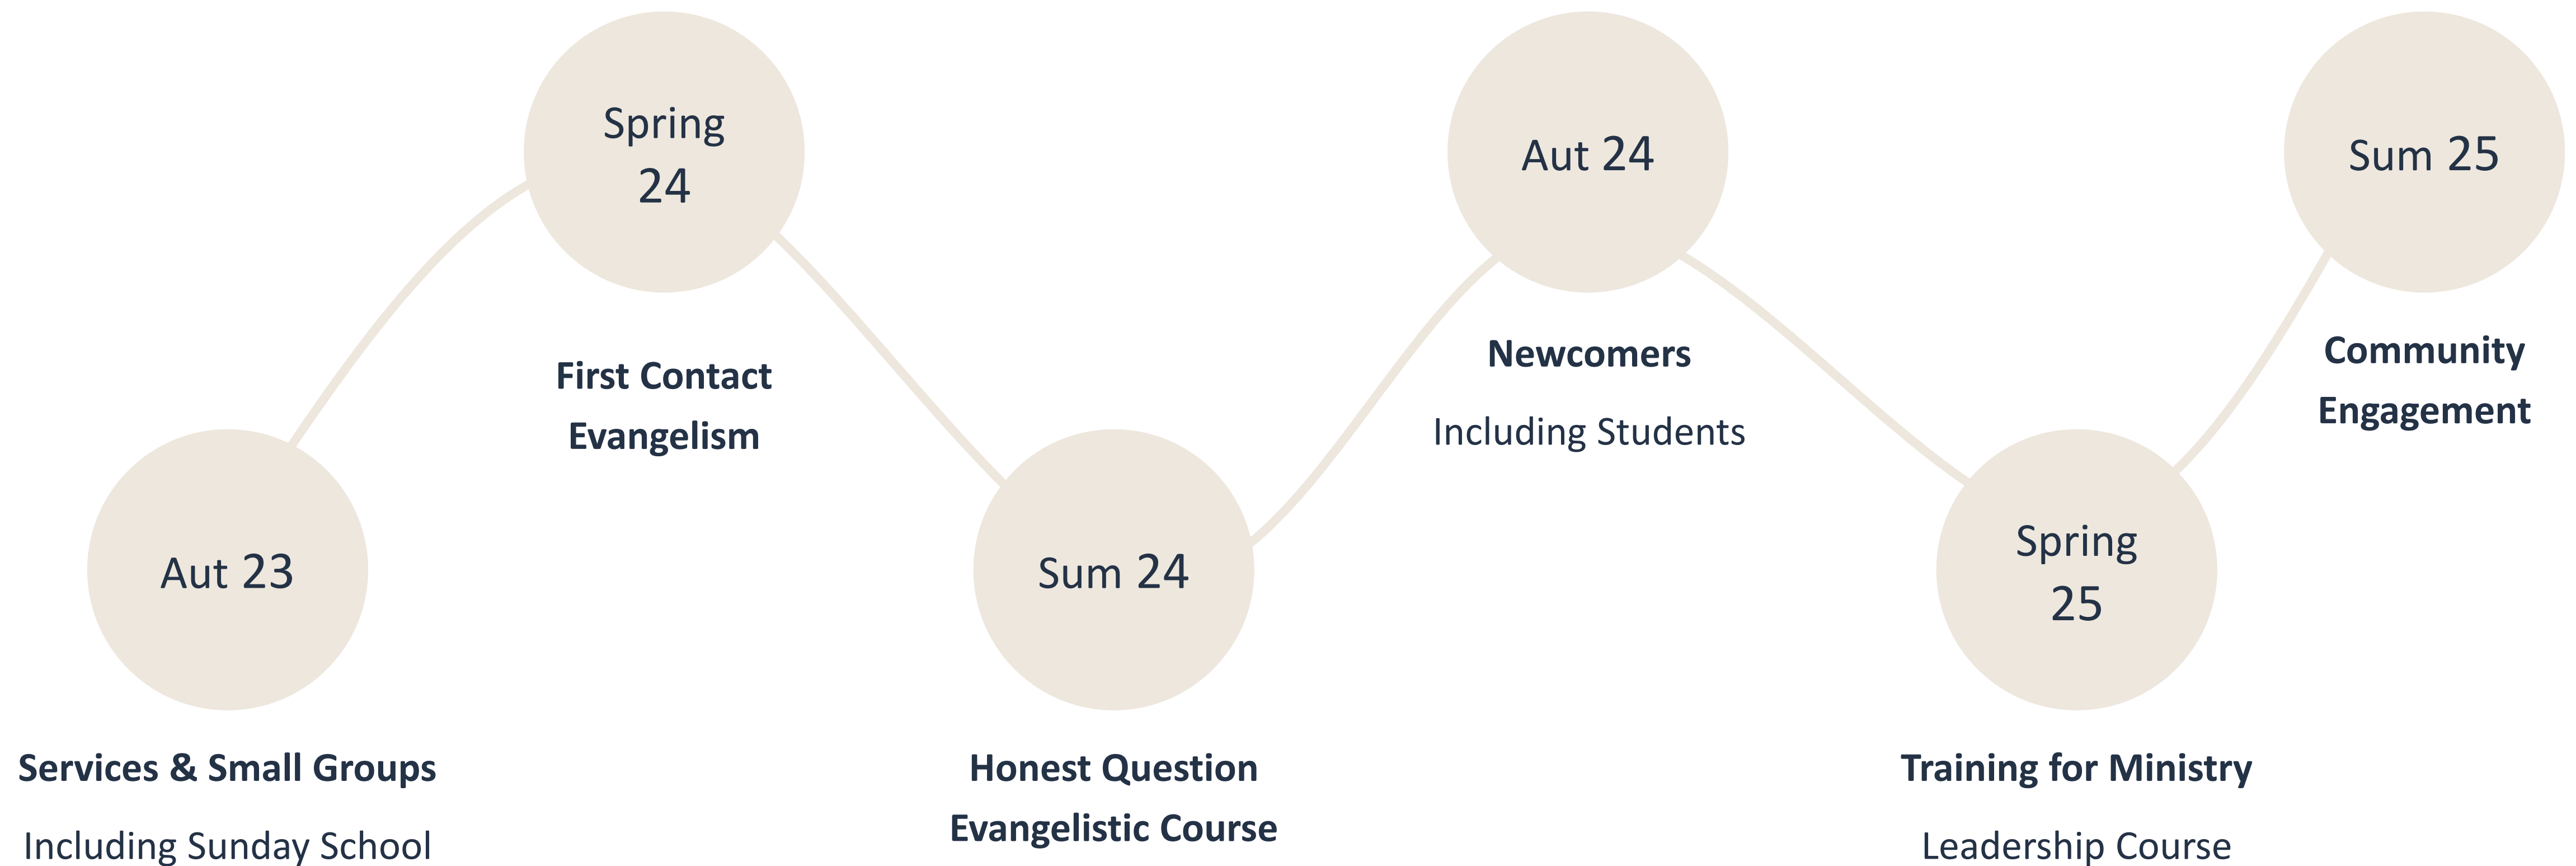 Aut 23
Services & Small Groups
Including Sunday School
Spring
24
First Contact
Evangelism
Sum 24
Honest Question
Evangelistic Course
Aut 24
Newcomers
Including Students
Spring
25
Training for Ministry
Leadership Course
Sum 25
Community
Engagement